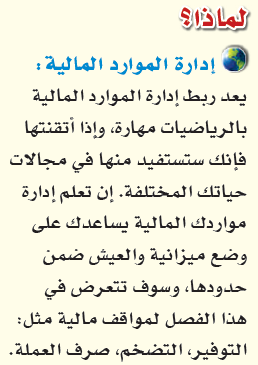 لماذا؟
إدارة الموارد المالية:
يعد ربط إدارة الموارد المالية
بالرياضيات مهارة، وإذا أتقنتها
فإنك ستستفيد منها في مجالات
حياتك المختلفة. إن تعلم إدارة
مواردك المالية يساعدك على
وضع ميزانية والعيش ضمن
حدودها، وسوف تتعرض في
هذا الفصل لمواقف مالية مثل:
التوفير، التضخم، صرف العملة.